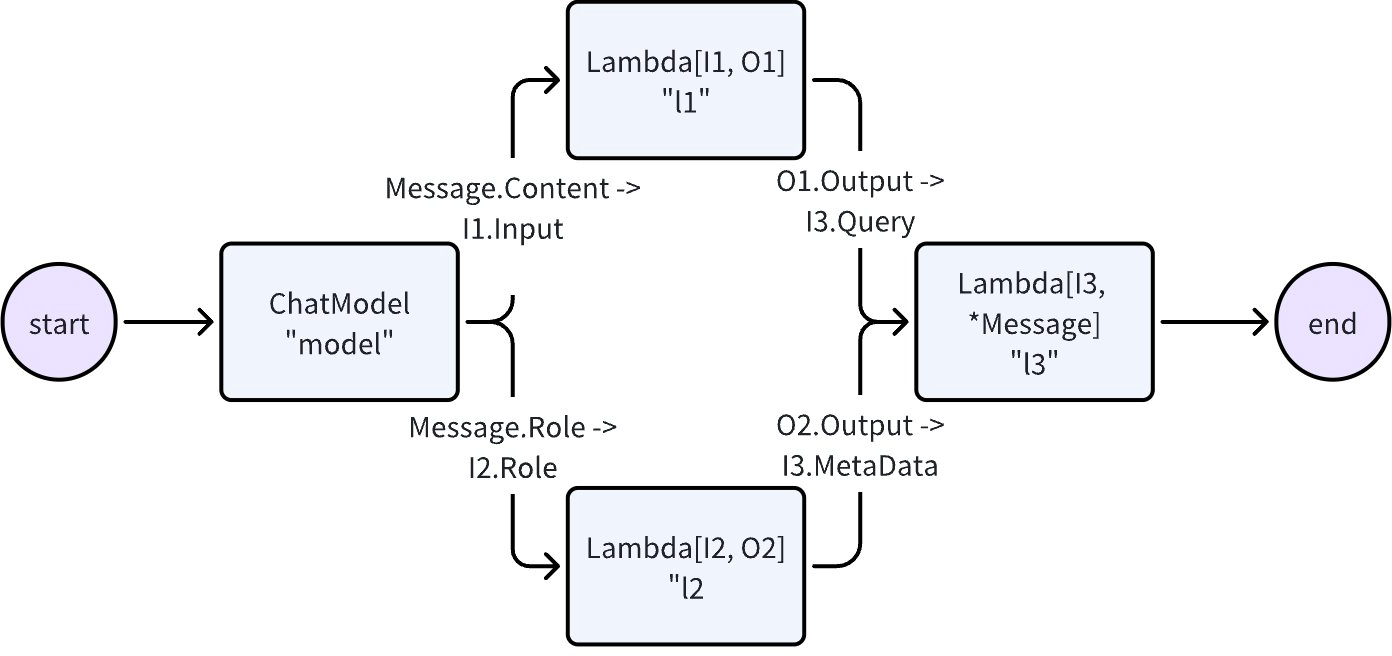 Lambda[I1, O1]
"l1"
Message.Content ->
I1.Input
O1.Output ->
I3.Query
start
ChatModel
"model"
Lambda[I3,
*Message]
"l3"
end
Message.Role ->
I2.Role
O2.Output ->
I3.MetaData
Lambda[I2, O2]
"l2